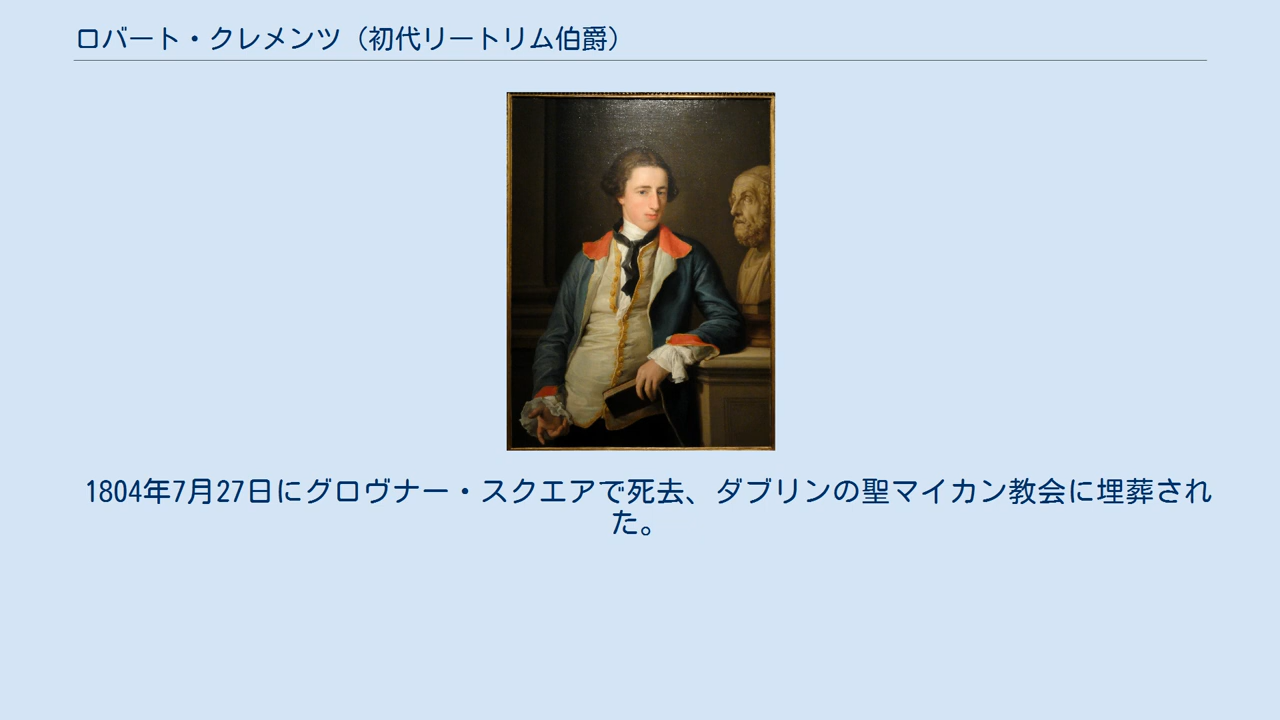 ロバート・クレメンツ（初代リートリム伯爵）
1804年7月27日にグロヴナー・スクエアで死去、ダブリンの聖マイカン教会に埋葬され
た。